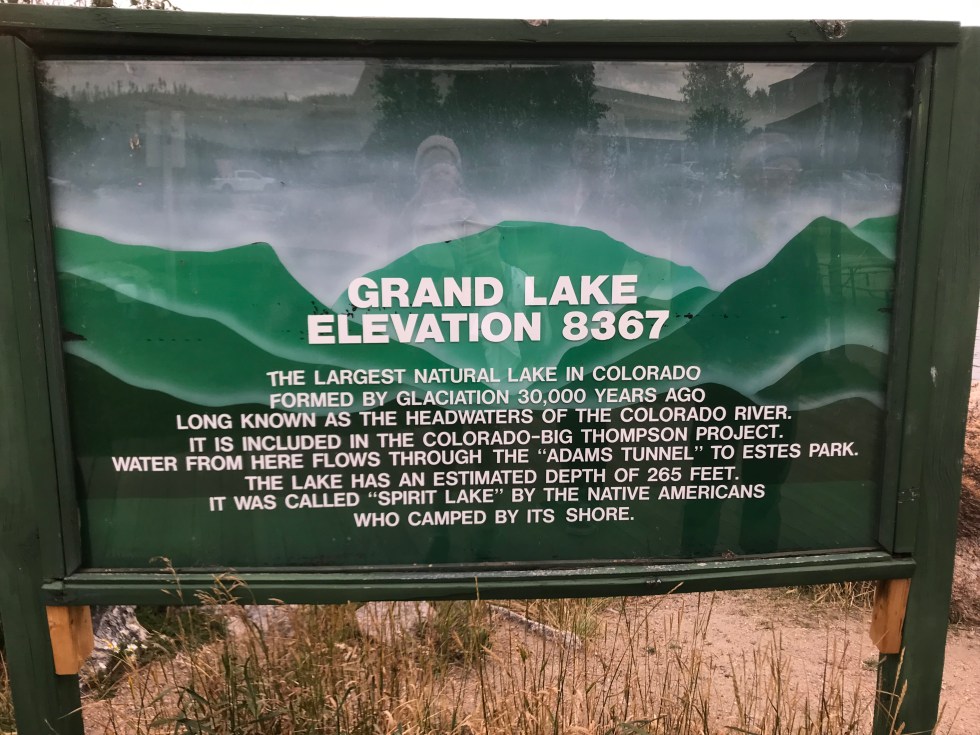 GRAND LAKE
ELEVATION 8367
THE LARGEST NATURAL LAKE IN COLORADO
FORMED BY GLACIATION 30,000 YEARS AGO
LONG KNOWN AS THE HEADWATERS OF THE COLORADO RIVER.
IT IS INCLUDED IN THE COLORADO-BIG THOMPSON PROJECT.
WATER FROM HERE FLOWS THROUGH THE "ADAMS TUNNEL" TO ESTES PARK.
THE LAKE HAS AN ESTIMATED DEPTH OF 265 FEET.
IT WAS CALLED "SPIRIT LAKE" BY THE NATIVE AMERICANS
WHO CAMPED BY ITS SHORE.